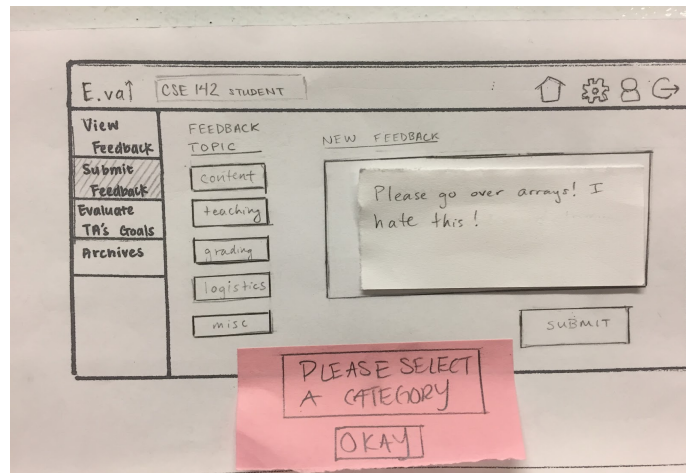 E.val
CSE 142 STUDENT
View
Feedback
Submit
Feedback
Evaluate
TA's Goals
Archives
FEEDBACK
TOPIC
content
teaching
grading
logistics
misc
NEW FEEDBACK
Please go over arrays! I
hate this!
SUBMIT
PLEASE SELECT
A CATEGORY
OKAY